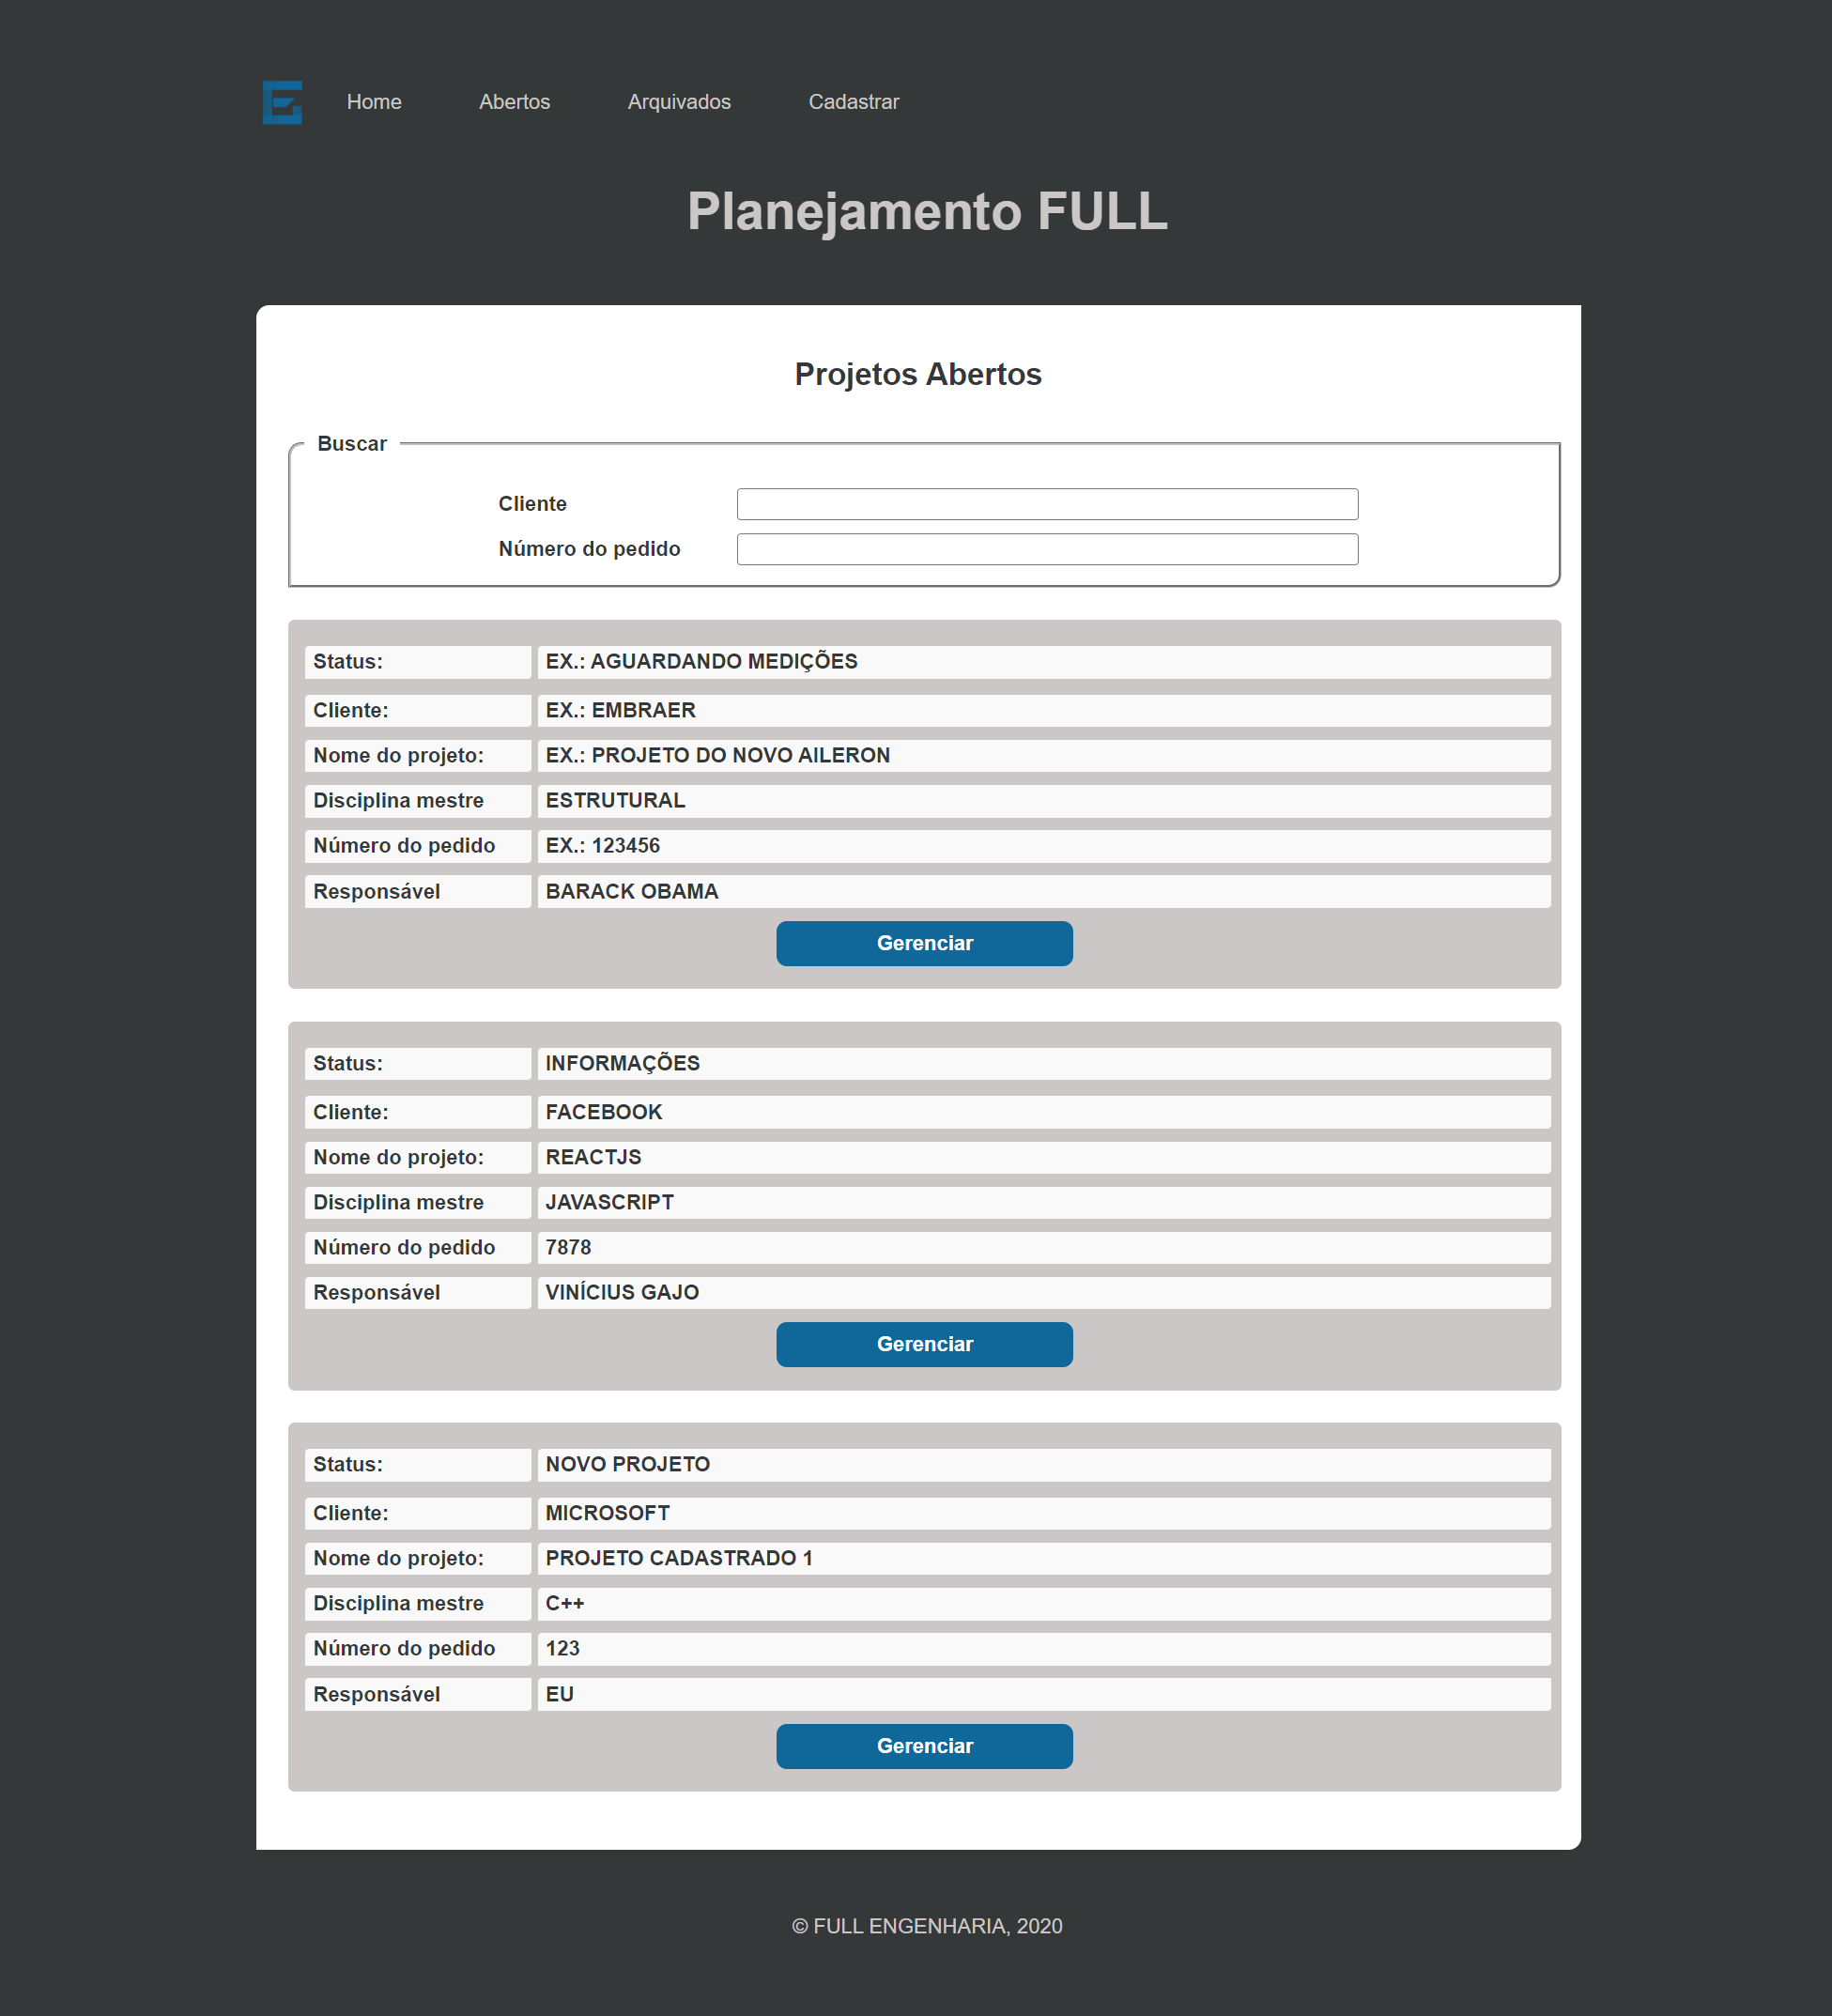 Home Abertos Arquivados Cadastrar
Planejamento FULL
Projetos Abertos
Buscar
Cliente
Número do pedido
Status: EX.: AGUARDANDO MEDIÇÕES
Cliente: EX.: EMBRAER
Nome do projeto: EX.: PROJETO DO NOVO AILERON
Disciplina mestre ESTRUTURAL
Número do pedido EX.: 123456
Responsável BARACK OBAMA
Gerenciar
Status: INFORMAÇÕES
Cliente: FACEBOOK
Nome do projeto: REACTJS
Disciplina mestre JAVASCRIPT
Número do pedido 7878
Responsável VINÍCIUS GAJO
Gerenciar
Status: NOVO PROJETO
Cliente: MICROSOFT
Nome do projeto: PROJETO CADASTRADO 1
Disciplina mestre C++
Número do pedido 123
Responsável EU
Gerenciar
© FULL ENGENHARIA, 2020